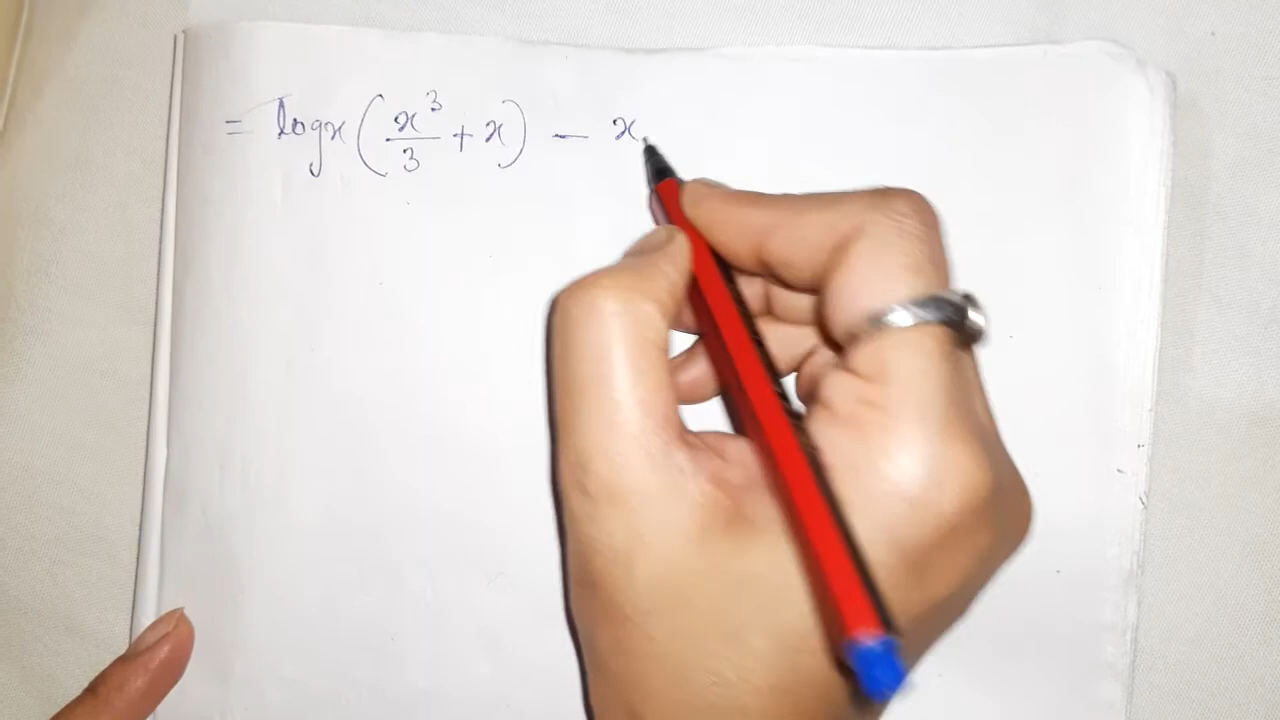 = logx(x³/3 + x) - x